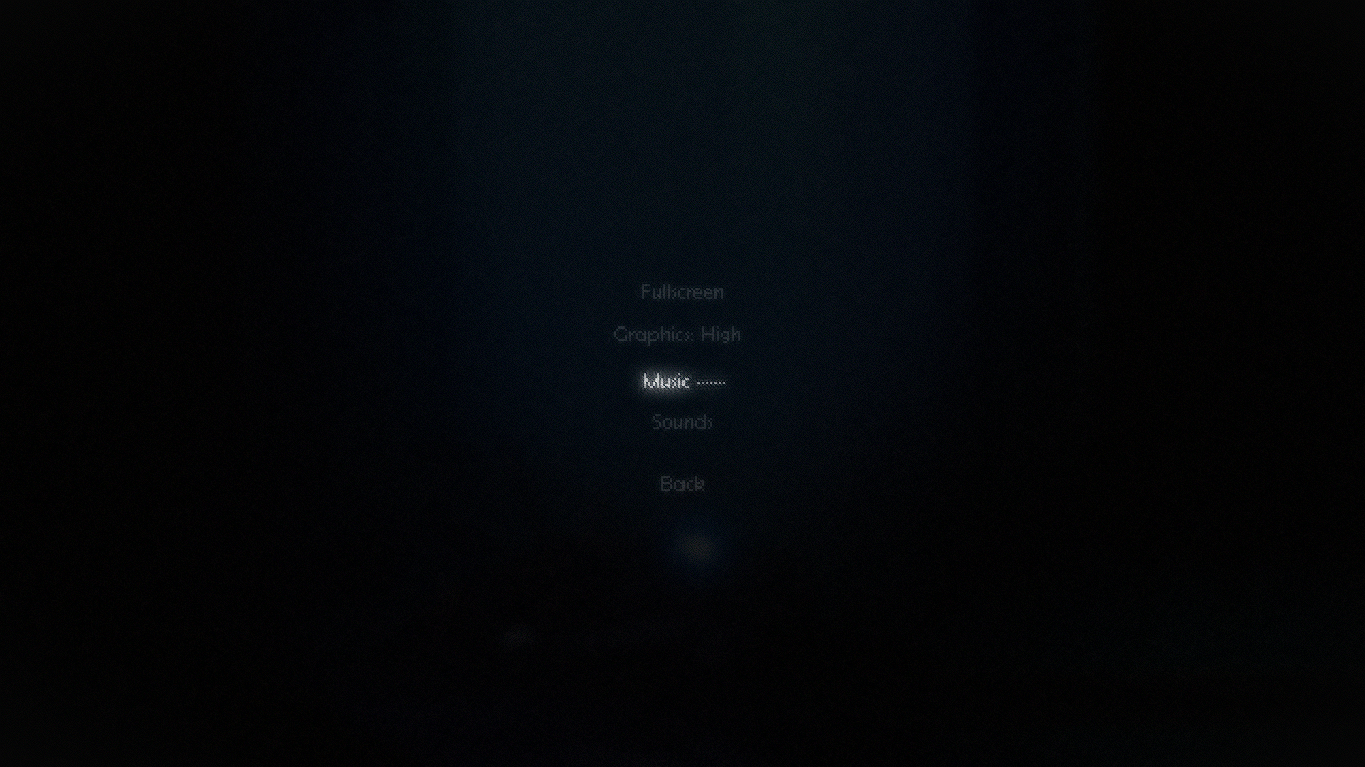 Fullscreen
Graphics: High
Music .......
Sounds
Back